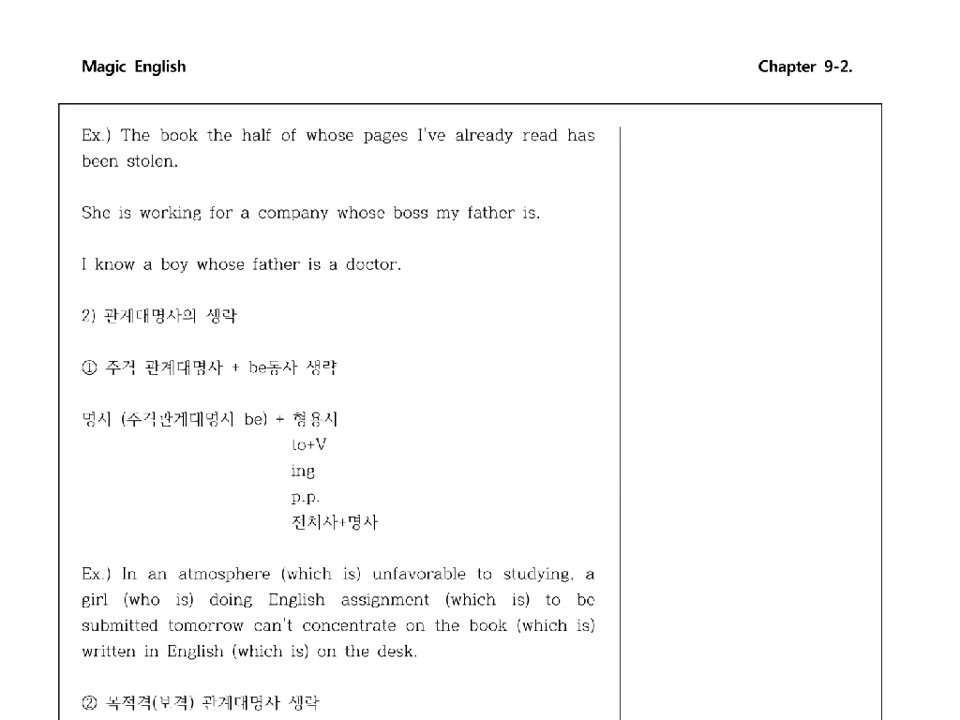 Magic English
Chapter 9-2.
Ex.) The book the half of whose pages I've already read has
been stolen.
She is working for a company whose boss my father is.
I know a boy whose father is a doctor.
2) 관계대명사의 생략
① 주격 관계대명사 + be동사 생략
명사 (주격관계대명사 be) + 형용사
to+V
ing
p.p.
전치사+명사
Ex.) In an atmosphere (which is) unfavorable to studying, a
girl (who is) doing English assignment (which is) to be
submitted tomorrow can't concentrate on the book (which is)
written in English (which is) on the desk.
② 목적격(보격) 관계대명사 생략